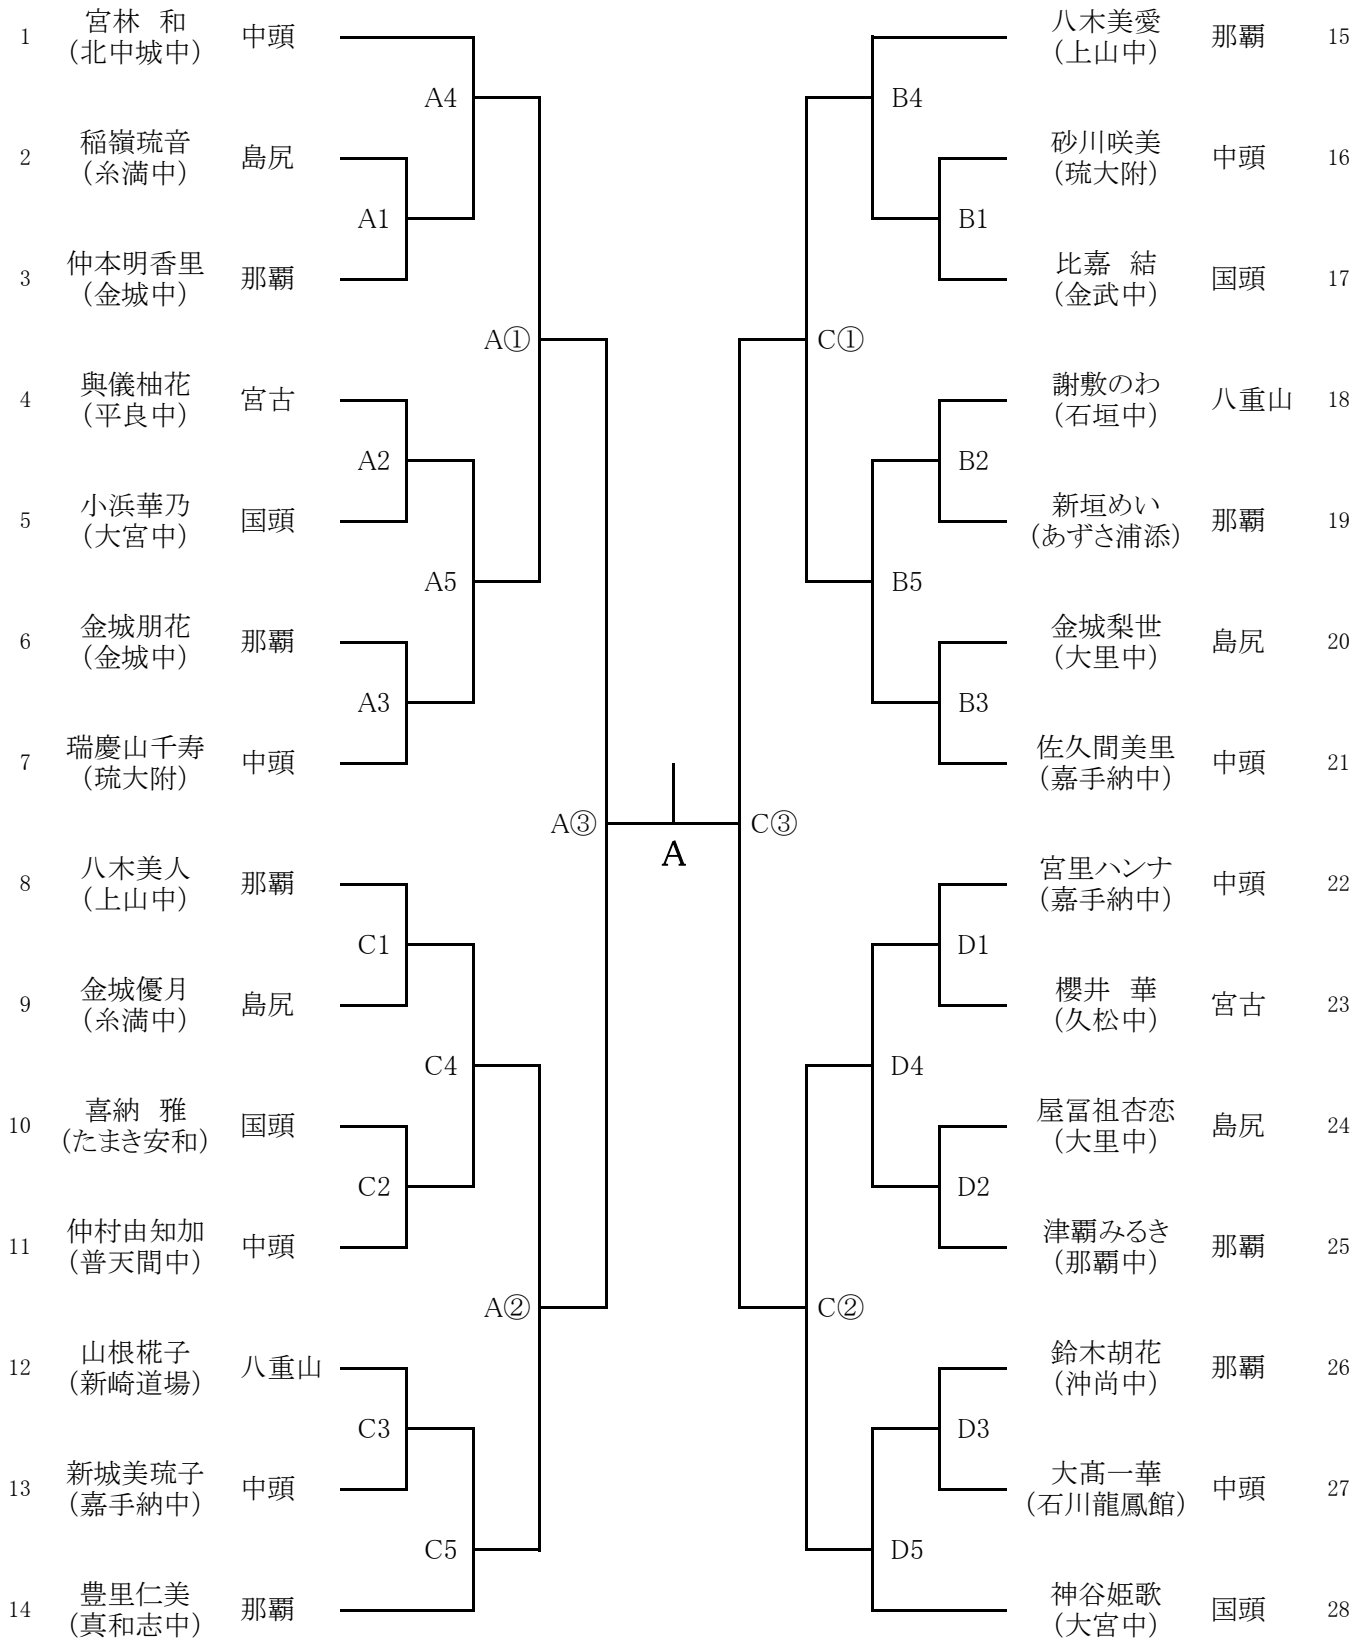 1 宮林 和 (北中城中) 中頭
A4
2 稲嶺琉音 (糸満中) 島尻
A1
3 仲本明香里 (金城中) 那覇
A①
4 與儀柚花 (平良中) 宮古
A2
5 小浜華乃 (大宮中) 国頭
A5
6 金城朋花 (金城中) 那覇
A3
7 瑞慶山千寿 (琉大附) 中頭
A③
8 八木美人 (上山中) 那覇
C1
9 金城優月 (糸満中) 島尻
C4
10 喜納 雅 (たまき安和) 国頭
C2
11 仲村由知加 (普天間中) 中頭
A②
12 山根椛子 (新崎道場) 八重山
C3
13 新城美琉子 (嘉手納中) 中頭
C5
14 豊里仁美 (真和志中) 那覇
A
八木美愛 (上山中) 那覇 15
B4
砂川咲美 (琉大附) 中頭 16
B1
比嘉 結 (金武中) 国頭 17
C①
謝敷のわ (石垣中) 八重山 18
B2
新垣めい (あずさ浦添) 那覇 19
B5
金城梨世 (大里中) 島尻 20
B3
佐久間美里 (嘉手納中) 中頭 21
C③
宮里ハンナ (嘉手納中) 中頭 22
D1
櫻井 華 (久松中) 宮古 23
D4
屋冨祖杏恋 (大里中) 島尻 24
D2
津覇みるき (那覇中) 那覇 25
C②
鈴木胡花 (沖尚中) 那覇 26
D3
大髙一華 (石川龍鳳館) 中頭 27
D5
神谷姫歌 (大宮中) 国頭 28